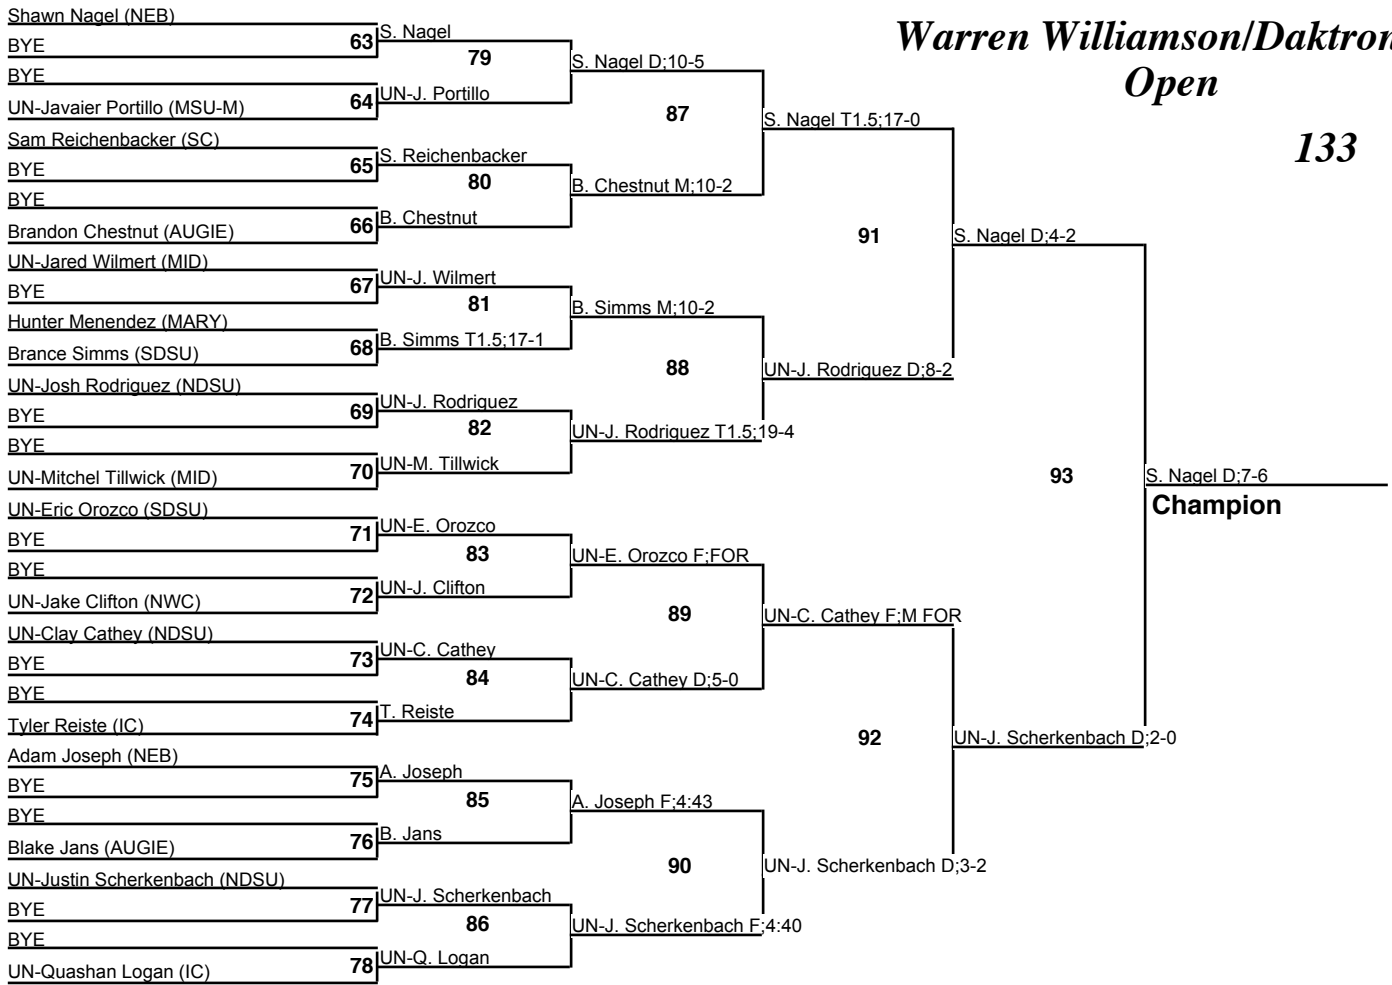 Warren Williamson/Daktron
Open
133
Shawn Nagel (NEB)
BYE
63
BYE
UN-Javaier Portillo (MSU-M)
64
Sam Reichenbacker (SC)
BYE
65
BYE
Brandon Chestnut (AUGIE)
66
UN-Jared Wilmert (MID)
BYE
67
Hunter Menendez (MARY)
Brance Simms (SDSU)
68
UN-Josh Rodriguez (NDSU)
BYE
69
BYE
UN-Mitchel Tillwick (MID)
70
UN-Eric Orozco (SDSU)
BYE
71
BYE
UN-Jake Clifton (NWC)
72
UN-Clay Cathey (NDSU)
BYE
73
BYE
Tyler Reiste (IC)
74
Adam Joseph (NEB)
BYE
75
BYE
Blake Jans (AUGIE)
76
UN-Justin Scherkenbach (NDSU)
BYE
77
BYE
UN-Quashan Logan (IC)
78
S. Nagel
79
UN-J. Portillo
S. Reichenbacker
80
B. Chestnut
UN-J. Wilmert
81
B. Simms T1.5;17-1
UN-J. Rodriguez
82
UN-M. Tillwick
UN-E. Orozco
83
UN-J. Clifton
UN-C. Cathey
84
T. Reiste
A. Joseph
85
B. Jans
UN-J. Scherkenbach
86
UN-Q. Logan
S. Nagel D;10-5
87
B. Chestnut M;10-2
B. Simms M;10-2
88
UN-J. Rodriguez T1.5;19-4
UN-E. Orozco F;FOR
89
UN-C. Cathey D;5-0
A. Joseph F;4:43
90
UN-J. Scherkenbach F;4:40
S. Nagel T1.5;17-0
91
UN-J. Rodriguez D;8-2
UN-C. Cathey F;M FOR
92
UN-J. Scherkenbach D;3-2
S. Nagel D;4-2
93
UN-J. Scherkenbach D;2-0
S. Nagel D;7-6
Champion